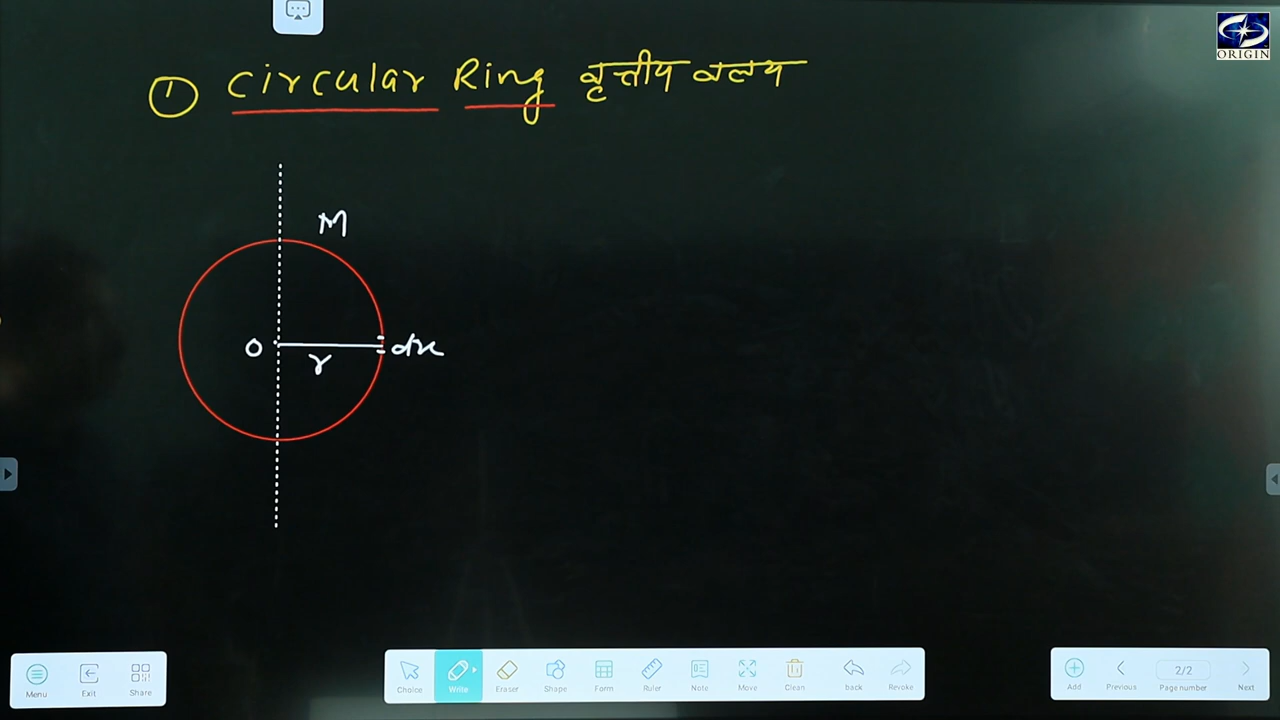 ORIGIN
① Circular Ring वृत्तीय वलय
M
O
r
dx
Menu
Exit
Share
Choice
Write
Eraser
Shape
Form
Ruler
Note
Move
Clean
back
Revoke
Add
Previous
2/2
Page number
Next